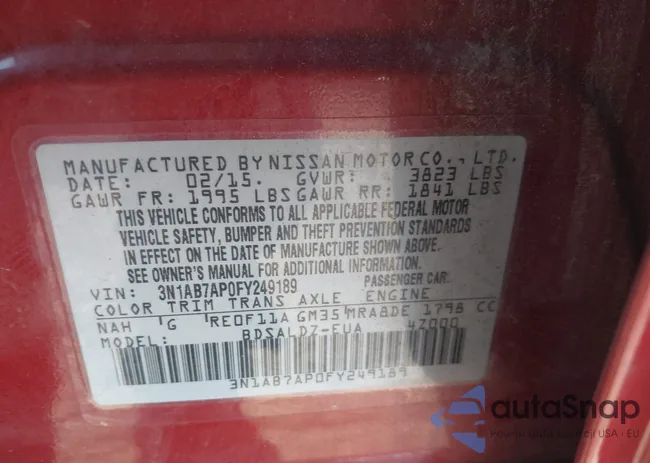 MANUFACTURED BY NISSAN MOTOR CO., LTD.
DATE: 02/15. GVWR: 3823 LBS
GAWR FR: 1995 LBS GAWR RR: 1841 LBS
THIS VEHICLE CONFORMS TO ALL APPLICABLE FEDERAL MOTOR
VEHICLE SAFETY, BUMPER AND THEFT PREVENTION STANDARDS
IN EFFECT ON THE DATE OF MANUFACTURE SHOWN ABOVE.
SEE OWNER'S MANUAL FOR ADDITIONAL INFORMATION.
VIN: 3N1AB7AP0FY249189 PASSENGER CAR
COLOR TRIM TRANS AXLE ENGINE
NAH G RE0F11A GM35 MRA8DE 1798 CC
MODEL: BDSALDZ-EUA 4Z000
3N1AB7AP0FY249189
autoSnap
USA i EU